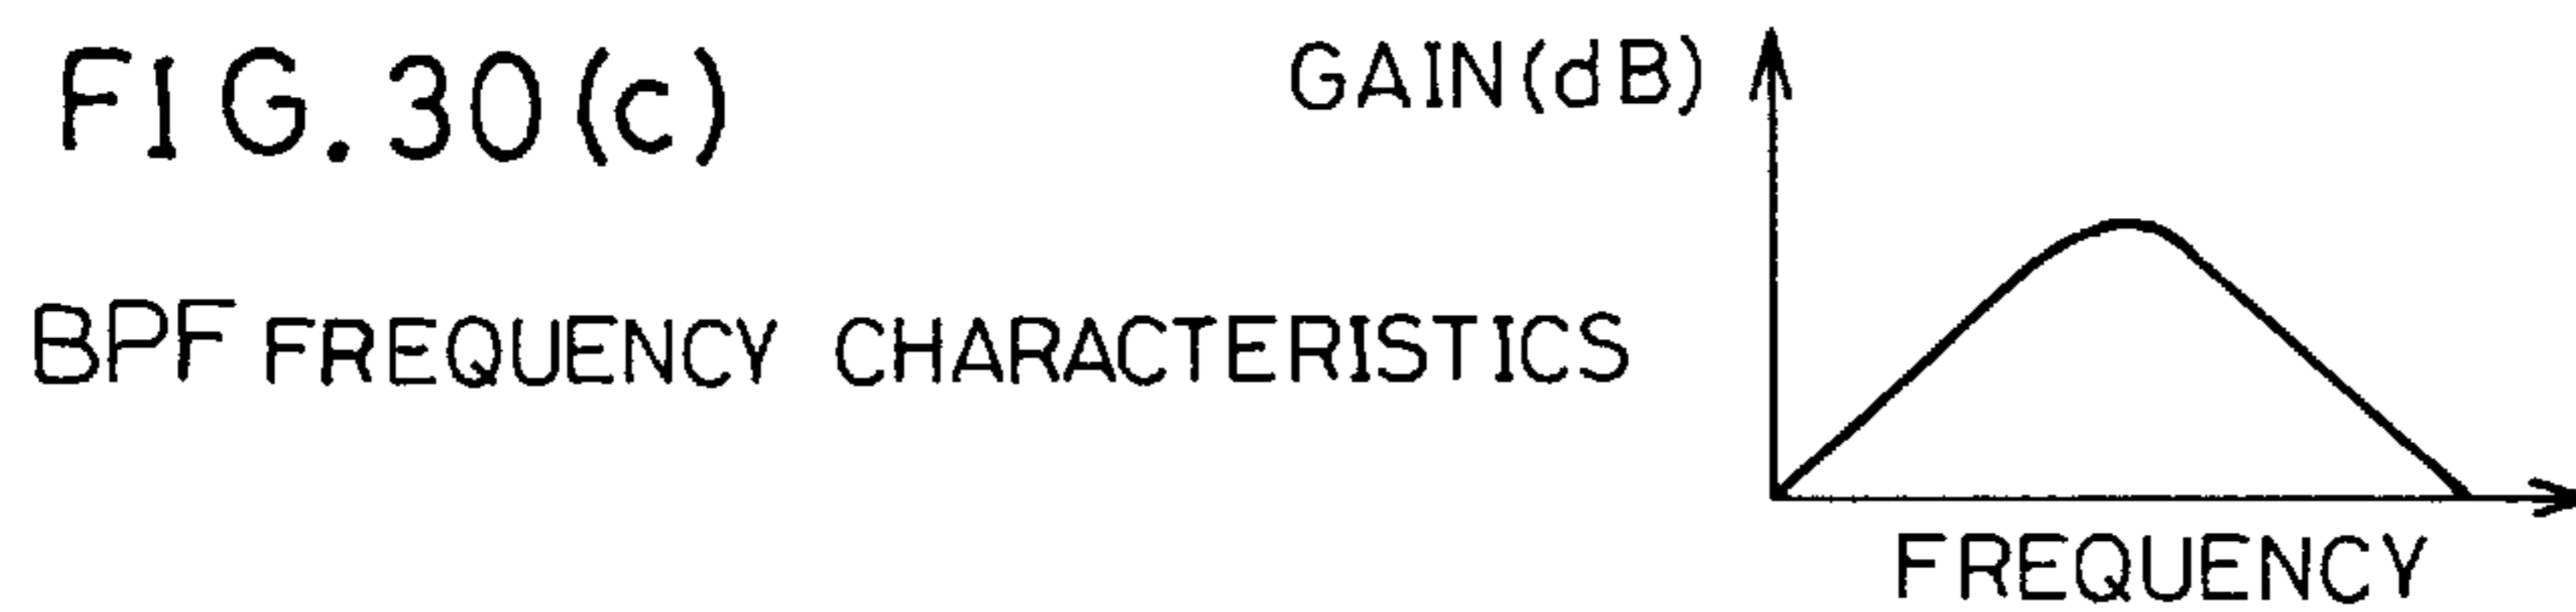 FIG.30(c)
GAIN(dB)
BPF FREQUENCY CHARACTERISTICS
FREQUENCY